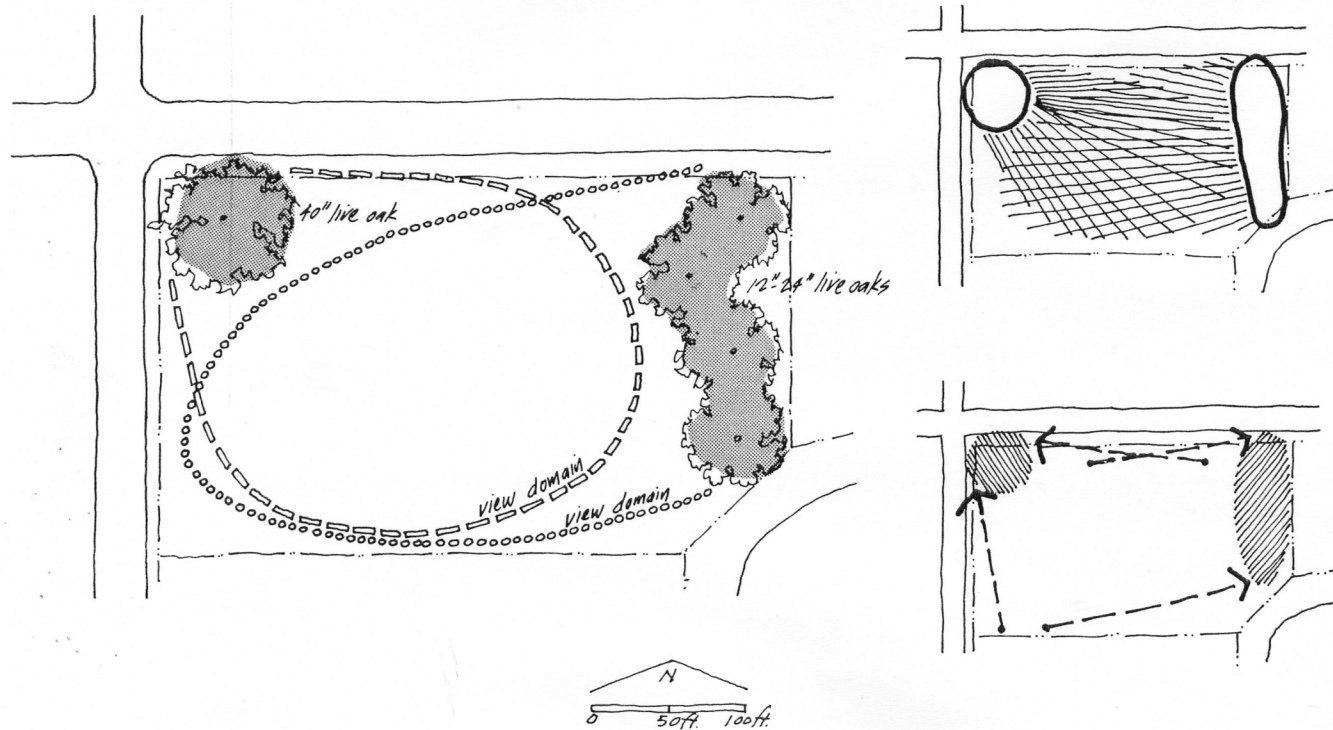 40" live oak
12"-24" live oaks
view domain
view domain
N
0 50ft. 100ft.